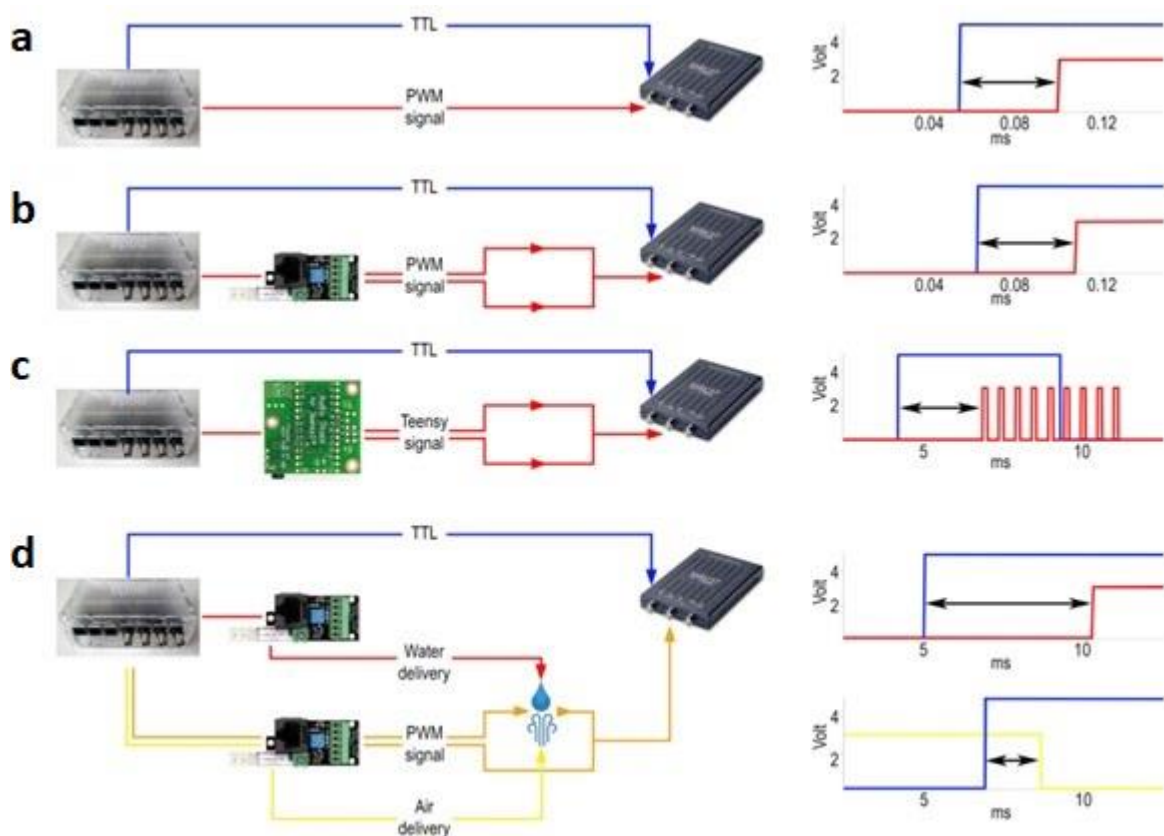 a
TTL
PWM
signal
Volt
4
2
0.04
0.08
0.12
ms
b
TTL
PWM
signal
Volt
4
2
0.04
0.08
0.12
ms
c
TTL
Teensy
signal
Volt
4
2
5
10
ms
d
TTL
Water
delivery
PWM
signal
Air
delivery
Volt
4
2
5
10
ms
Volt
4
2
5
10
ms